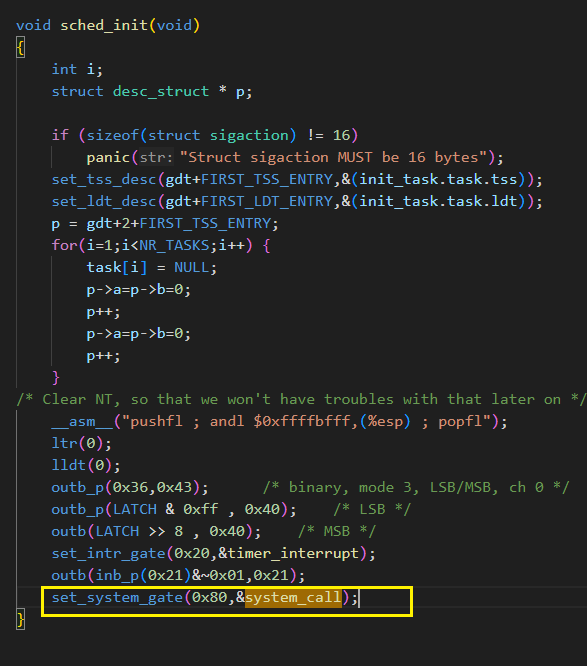 void sched_init(void)
{
    int i;
    struct desc_struct * p;

    if (sizeof(struct sigaction) != 16)
        panic(str: "Struct sigaction MUST be 16 bytes");
    set_tss_desc(gdt+FIRST_TSS_ENTRY,&(init_task.task.tss));
    set_ldt_desc(gdt+FIRST_LDT_ENTRY,&(init_task.task.ldt));
    p = gdt+2+FIRST_TSS_ENTRY;
    for(i=1;i<NR_TASKS;i++) {
        task[i] = NULL;
        p->a=p->b=0;
        p++;
        p->a=p->b=0;
        p++;
    }
/* Clear NT, so that we won't have troubles with that later on */
    __asm__("pushfl ; andl $0xffffbfff,(%esp) ; popfl");
    ltr(0);
    lldt(0);
    outb_p(0x36,0x43);      /* binary, mode 3, LSB/MSB, ch 0 */
    outb_p(LATCH & 0xff , 0x40);    /* LSB */
    outb(LATCH >> 8 , 0x40);    /* MSB */
    set_intr_gate(0x20,&timer_interrupt);
    outb(inb_p(0x21)&~0x01,0x21);
    set_system_gate(0x80,&system_call);
}